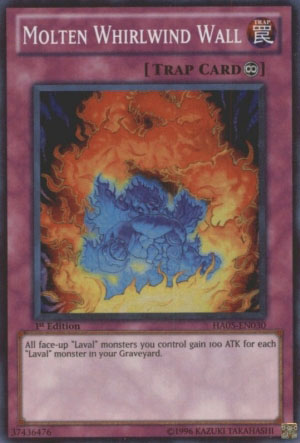 MOLTEN WHIRLWIND WALL
TRAP
罠
[TRAP CARD]
1st Edition
HA05-EN030
All face-up "Laval" monsters you control gain 100 ATK for each
"Laval" monster in your Graveyard.
37436476
©1996 KAZUKI TAKAHASHI